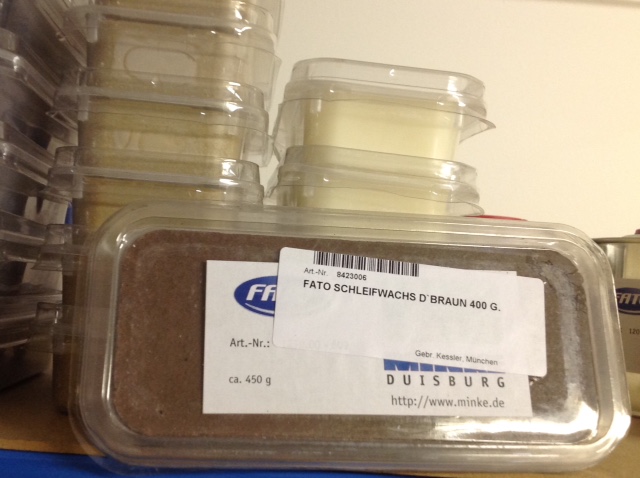 Art.-Nr. 8423006
FATO SCHLEIFWACHS D`BRAUN 400 G.
Gebr. Kessler, München
Art.-Nr.:
ca. 450 g
DUISBURG
http://www.minke.de